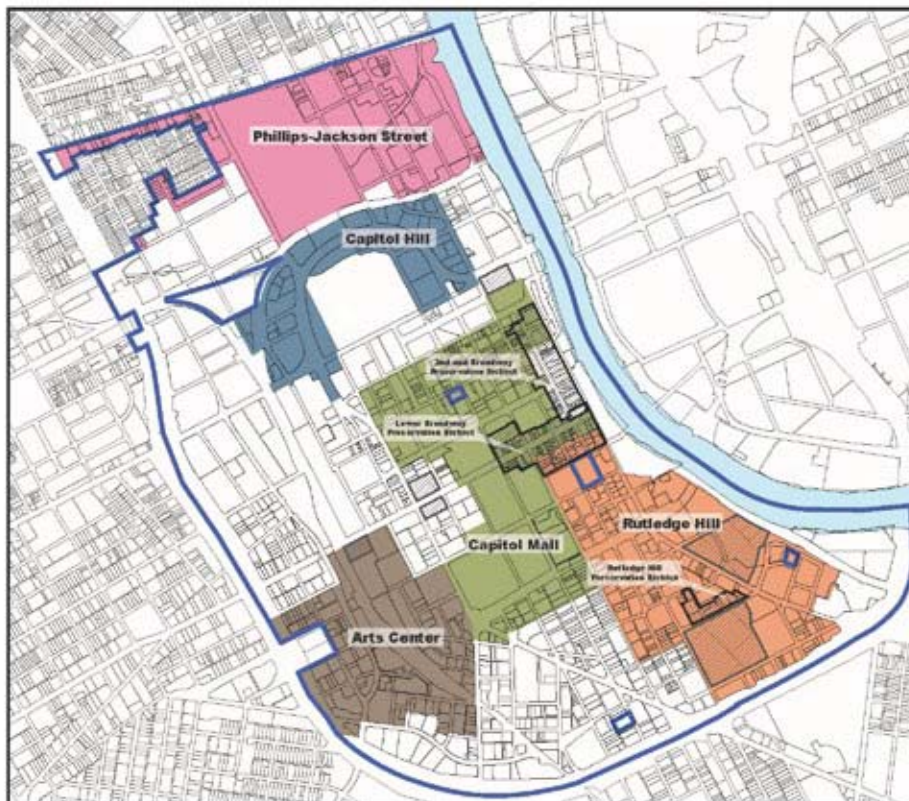 Phillips-Jackson Street
Capitol Hill
2nd and Broadway
Preservation District
Lower Broadway
Preservation District
Rutledge Hill
Capitol Mall
Rutledge Hill
Preservation District
Arts Center